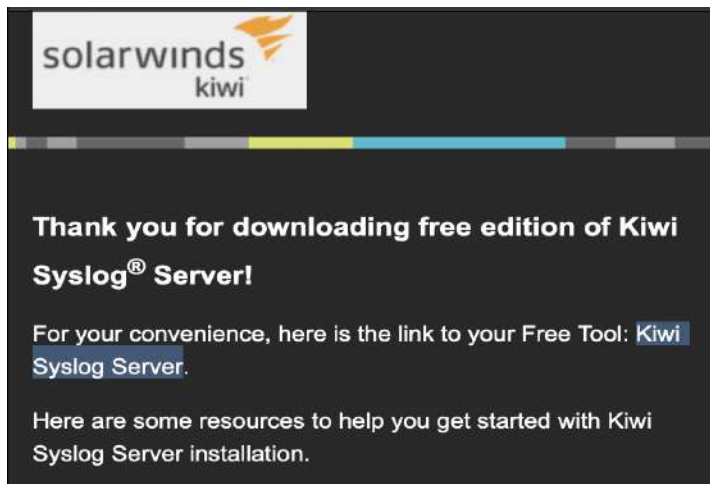 solarwinds
kiwi
Thank you for downloading free edition of Kiwi
Syslog® Server!
For your convenience, here is the link to your Free Tool: Kiwi
Syslog Server.
Here are some resources to help you get started with Kiwi
Syslog Server installation.